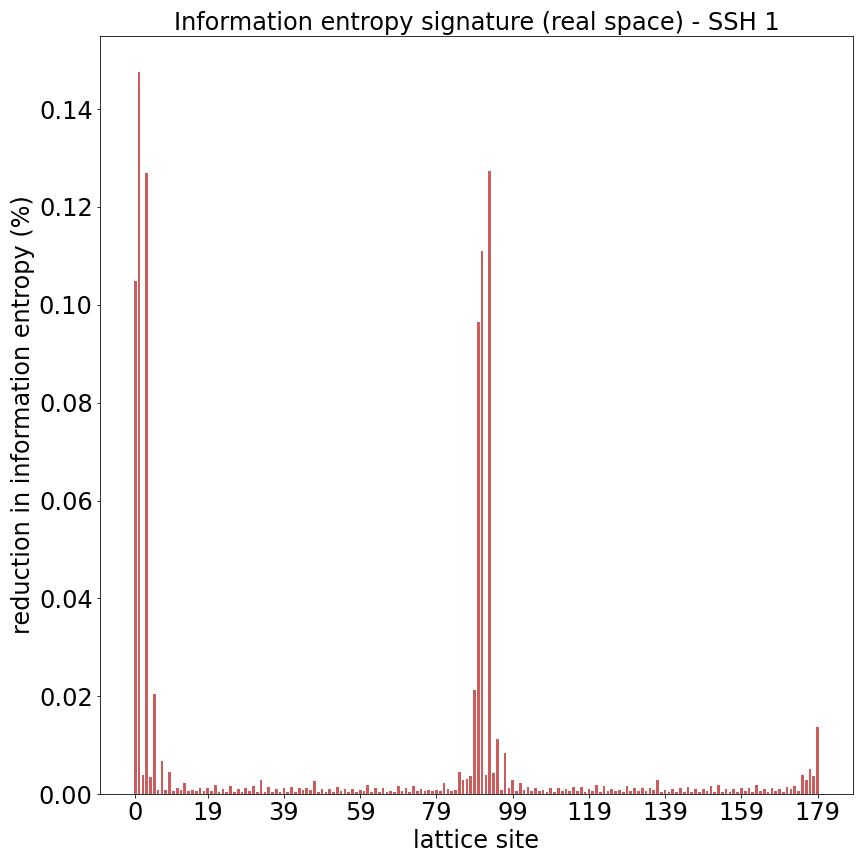 Information entropy signature (real space) - SSH 1
reduction in information entropy (%)
0.14
0.12
0.10
0.08
0.06
0.04
0.02
0.00
0 19 39 59 79 99 119 139 159 179
lattice site